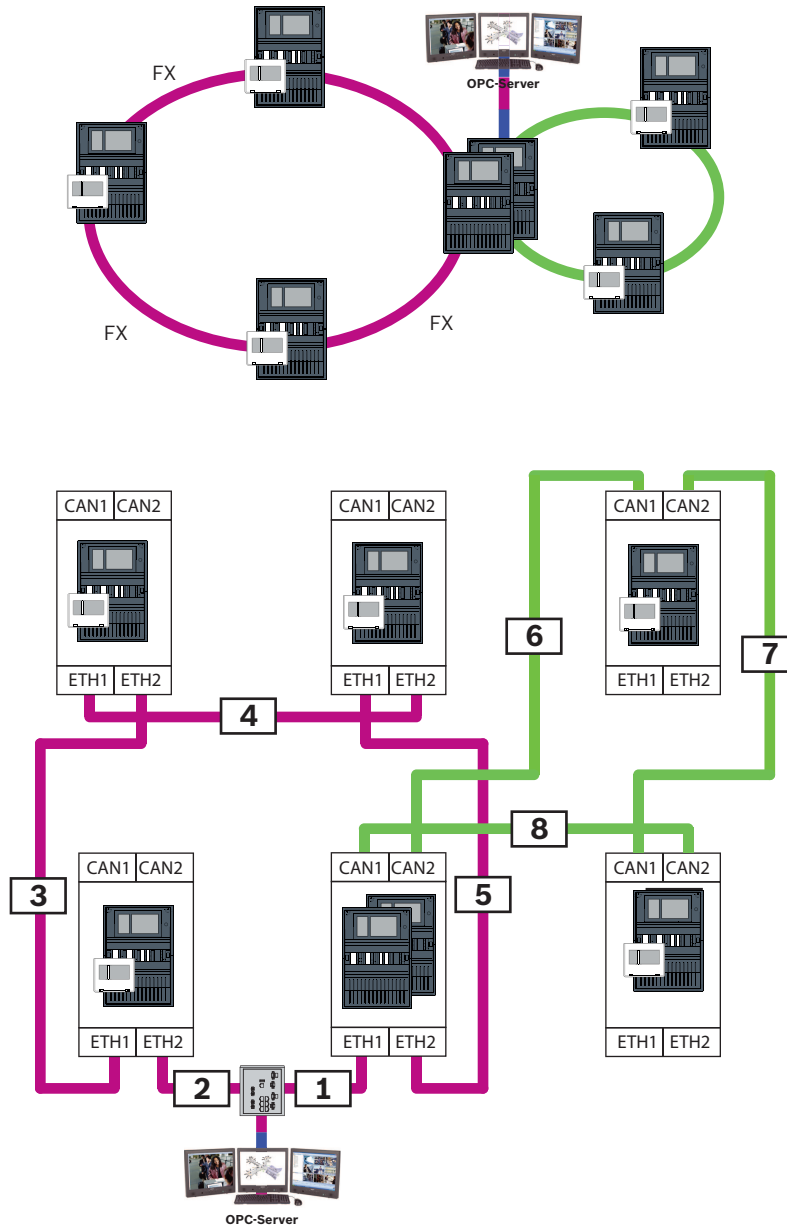 FX
OPC-Server
FX
FX
CAN1 CAN2
CAN1 CAN2
CAN1 CAN2
6
7
ETH1 ETH2
ETH1 ETH2
ETH1 ETH2
4
8
CAN1 CAN2
CAN1 CAN2
CAN1 CAN2
3
5
ETH1 ETH2
ETH1 ETH2
ETH1 ETH2
2
1
OPC-Server